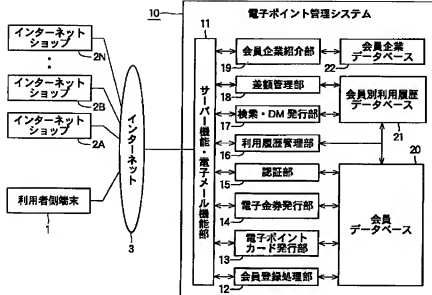 電子ポイント管理システム
10
11
インターネット
ショップ
2N
インターネット
ショップ
2B
インターネット
ショップ
2A
利用者側端末
1
インターネット
3
サーバー機能・電子メール機能部
会員企業紹介部
19
差額管理部
18
検索・DM発行部
17
利用履歴管理部
16
認証部
15
電子金券発行部
14
電子ポイント
カード発行部
13
会員登録処理部
12
会員企業
データベース
22
会員別利用履歴
データベース
21
20
会員
データベース